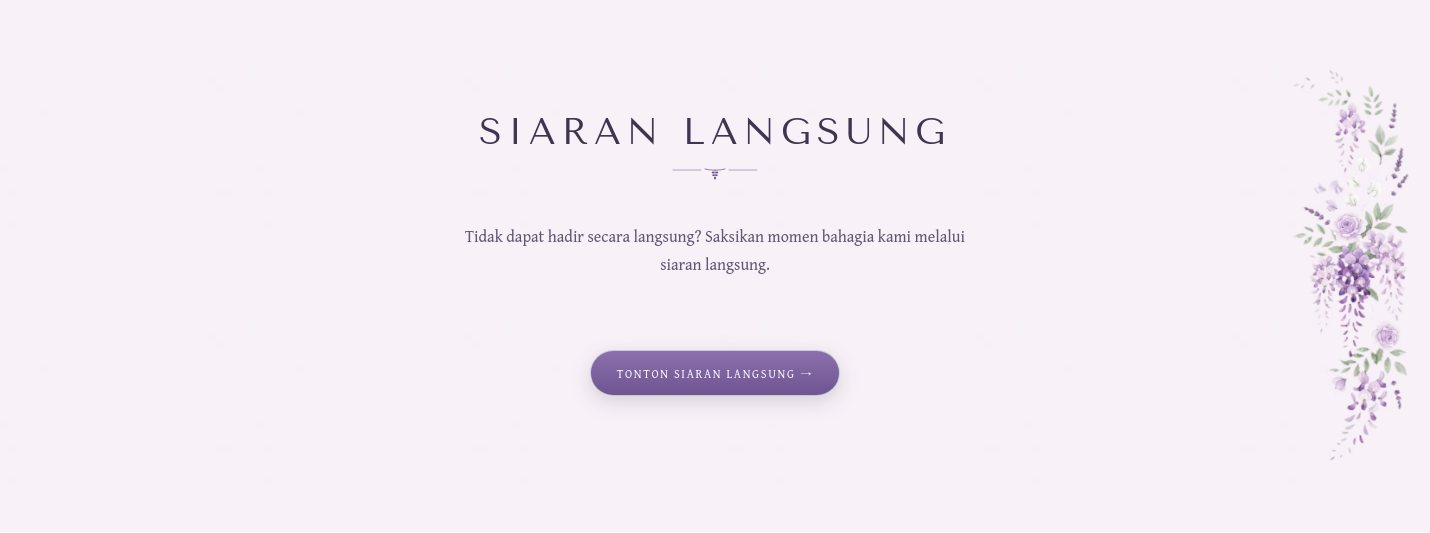 SIARAN LANGSUNG
Tidak dapat hadir secara langsung? Saksikan momen bahagia kami melalui
siaran langsung.
TONTON SIARAN LANGSUNG →